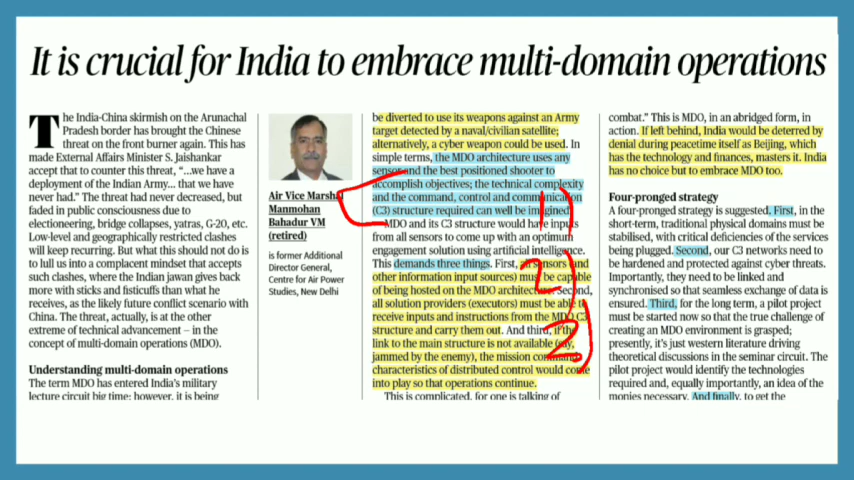 It is crucial for India to embrace multi-domain operations
The India-China skirmish on the Arunachal
Pradesh border has brought the Chinese
threat on the front burner again. This has
made External Affairs Minister S. Jaishankar
accept that to counter this threat, “...we have a
deployment of the Indian Army... that we have
never had.” The threat had never decreased, but
faded in public consciousness due to
electioneering, bridge collapses, yatras, G-20, etc.
Low-level and geographically restricted clashes
will keep recurring. But what this should not do is
to lull us into a complacent mindset that accepts
such clashes, where the Indian jawan gives back
more with sticks and fisticuffs than what he
receives, as the likely future conflict scenario with
China. The threat, actually, is at the other
extreme of technical advancement — in the
concept of multi-domain operations (MDO).
Understanding multi-domain operations
The term MDO has entered India’s military
lecture circuit big time; however, it is being
Air Vice Marshal
Manmohan
Bahadur VM
(retired)
is former Additional
Director General,
Centre for Air Power
Studies, New Delhi
be diverted to use its weapons against an Army
target detected by a naval/civilian satellite;
alternatively, a cyber weapon could be used. In
simple terms, the MDO architecture uses any
sensor and the best positioned shooter to
accomplish objectives; the technical complexity
and the command, control and communication
(C3) structure required can well be imagined.
MDO and its C3 structure would have inputs
from all sensors to come up with an optimum
engagement solution using artificial intelligence.
This demands three things. First, all sensors and
other information input sources) must be capable
of being hosted on the MDO architecture. Second,
all solution providers (executors) must be able to
receive inputs and instructions from the MDO C3
structure and carry them out. And third, if the
link to the main structure is not available (say,
jammed by the enemy), the mission command
characteristics of distributed control would come
into play so that operations continue.
This is complicated, for one is talking of
combat.” This is MDO, in an abridged form, in
action. If left behind, India would be deterred by
denial during peacetime itself as Beijing, which
has the technology and finances, masters it. India
has no choice but to embrace MDO too.
Four-pronged strategy
A four-pronged strategy is suggested. First, in the
short-term, traditional physical domains must be
stabilised, with critical deficiencies of the services
being plugged. Second, our C3 networks need to
be hardened and protected against cyber threats.
Importantly, they need to be linked and
synchronised so that seamless exchange of data is
ensured. Third, for the long term, a pilot project
must be started now so that the true challenge of
creating an MDO environment is grasped;
presently, it’s just western literature driving
theoretical discussions in the seminar circuit. The
pilot project would identify the technologies
required and, equally importantly, an idea of the
monies necessary. And finally, to get the